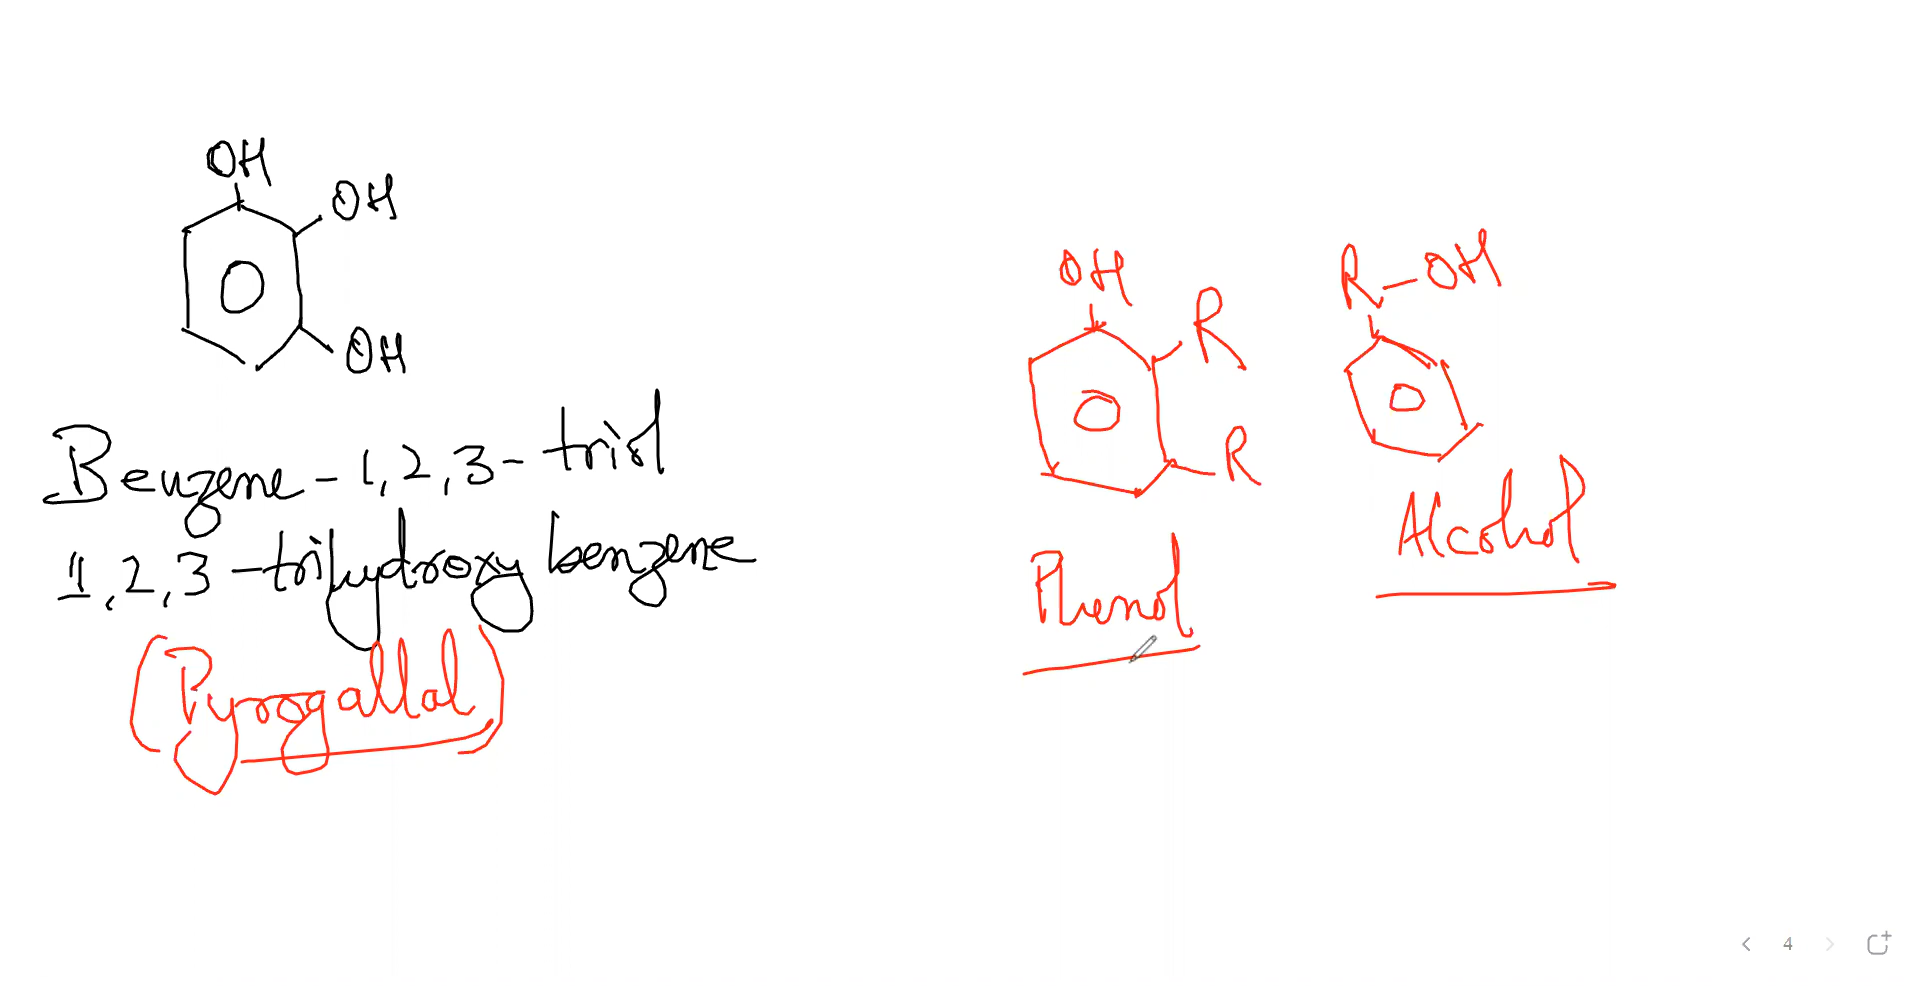 OH
OH
OH
Benzene-1,2,3-triol
1,2,3-trihydroxy benzene
(Pyrogallol)
OH
R
R
Phenol
R-OH
Alcohol
4